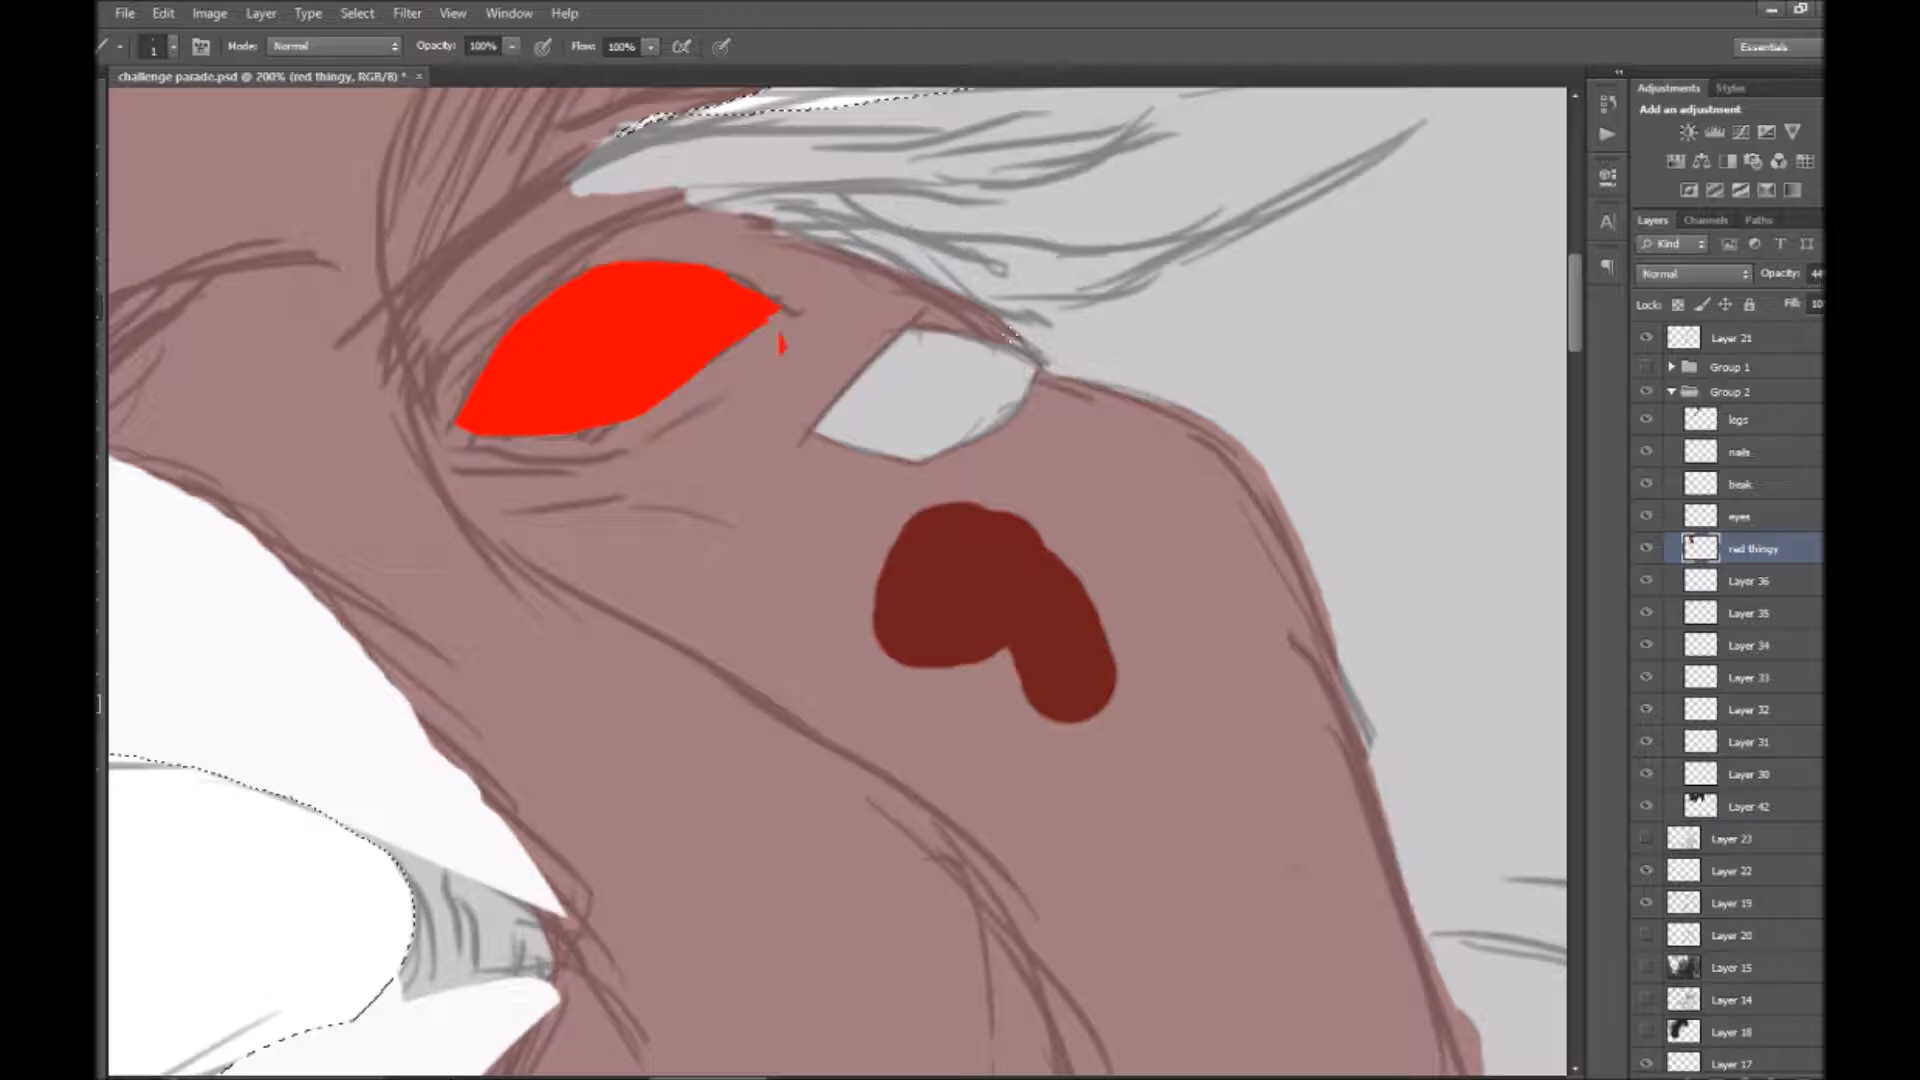 File Edit Image Layer Type Select Filter View Window Help
1 Mode: Normal Opacity: 100% Flow: 100% Essentials
challenge parade.psd @ 200% (red thingy, RGB/8) * ×
Adjustments Styles
Add an adjustment
Layers Channels Paths
Kind
Normal Opacity: 44
Lock: Fill: 10
Layer 21
Group 1
Group 2
legs
nails
beak
eyes
red thingy
Layer 36
Layer 35
Layer 34
Layer 33
Layer 32
Layer 31
Layer 30
Layer 42
Layer 23
Layer 22
Layer 19
Layer 20
Layer 15
Layer 14
Layer 18
Layer 17